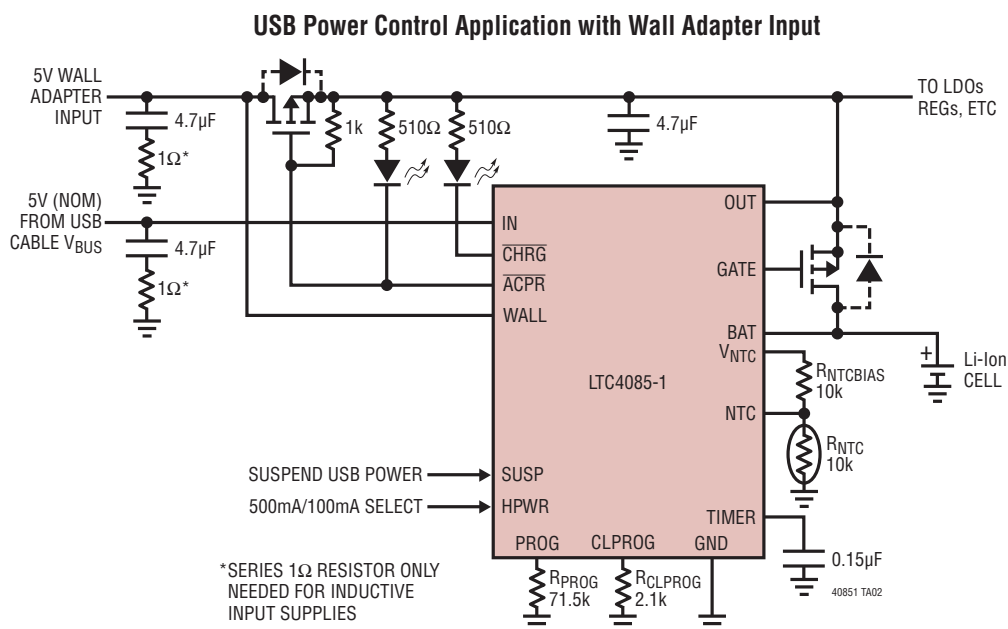 USB Power Control Application with Wall Adapter Input
5V WALL
ADAPTER
INPUT
4.7µF
1Ω*
1k
510Ω
510Ω
4.7µF
TO LDOs
REGs, ETC
5V (NOM)
FROM USB
CABLE VBUS
4.7µF
1Ω*
IN
CHRG
ACPR
WALL
OUT
GATE
BAT
VNTC
NTC
LTC4085-1
+
Li-Ion
CELL
RNTCBIAS
10k
RNTC
10k
SUSPEND USB POWER
SUSP
500mA/100mA SELECT
HPWR
TIMER
PROG
CLPROG
GND
0.15µF
*SERIES 1Ω RESISTOR ONLY
NEEDED FOR INDUCTIVE
INPUT SUPPLIES
RPROG
71.5k
RCLPROG
2.1k
40851 TA02